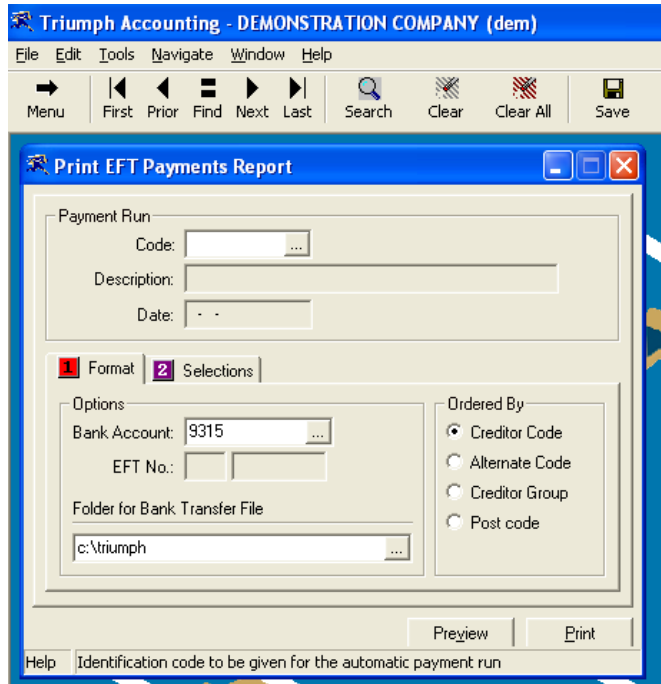 Triumph Accounting - DEMONSTRATION COMPANY (dem)
File Edit Tools Navigate Window Help
Menu First Prior Find Next Last Search Clear Clear All Save
Print EFT Payments Report
Payment Run
Code: ...
Description:
Date: - -
1 Format 2 Selections
Options Ordered By
Bank Account: 9315 ... Creditor Code
EFT No.: Alternate Code
Creditor Group
Folder for Bank Transfer File
Post code
c:\triumph ...
Preview Print
Help Identification code to be given for the automatic payment run